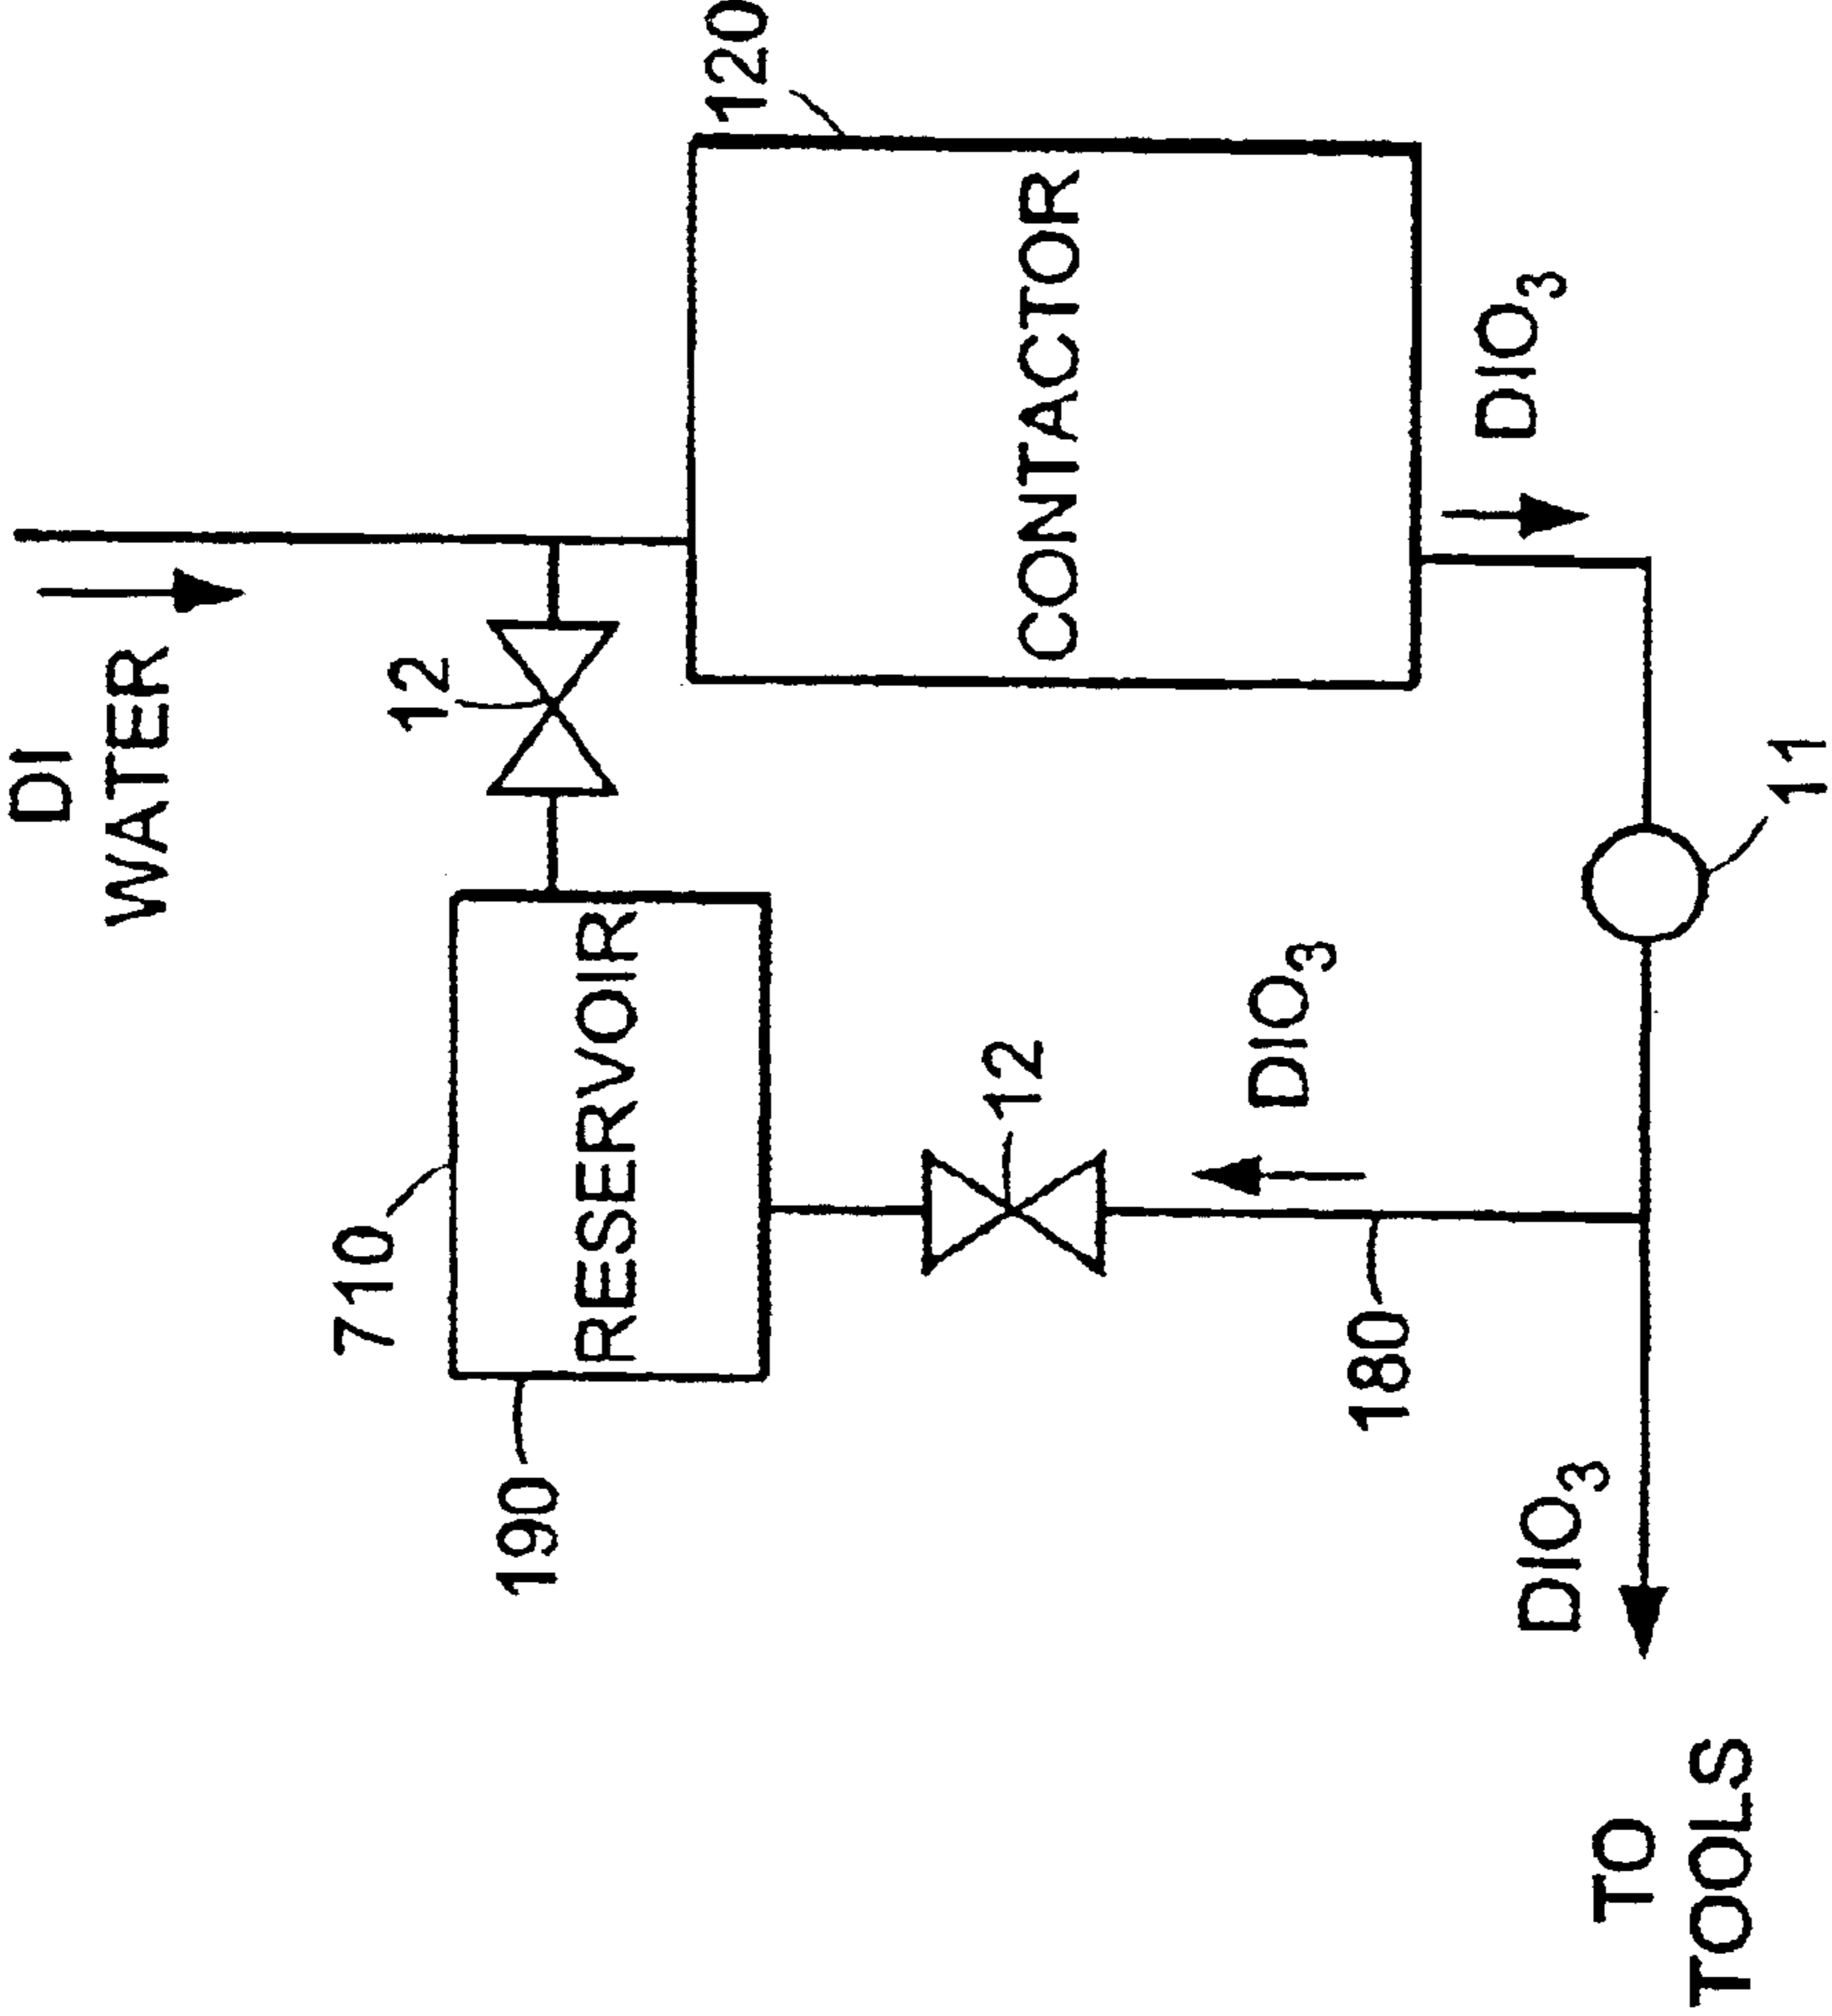 DI
WATER
12
710
190
RESERVOIR
120
CONTACTOR
12
DIO3
180
DIO3
11
DIO3
TO
TOOLS